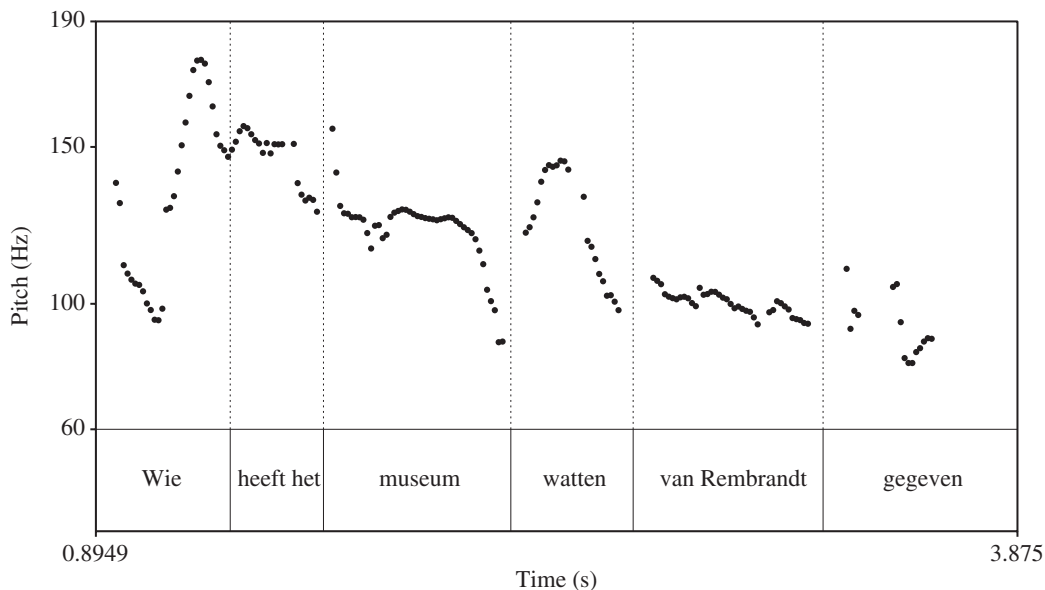 190
150
100
60
Pitch (Hz)
Wie heeft het museum watten van Rembrandt gegeven
0.8949 3.875
Time (s)